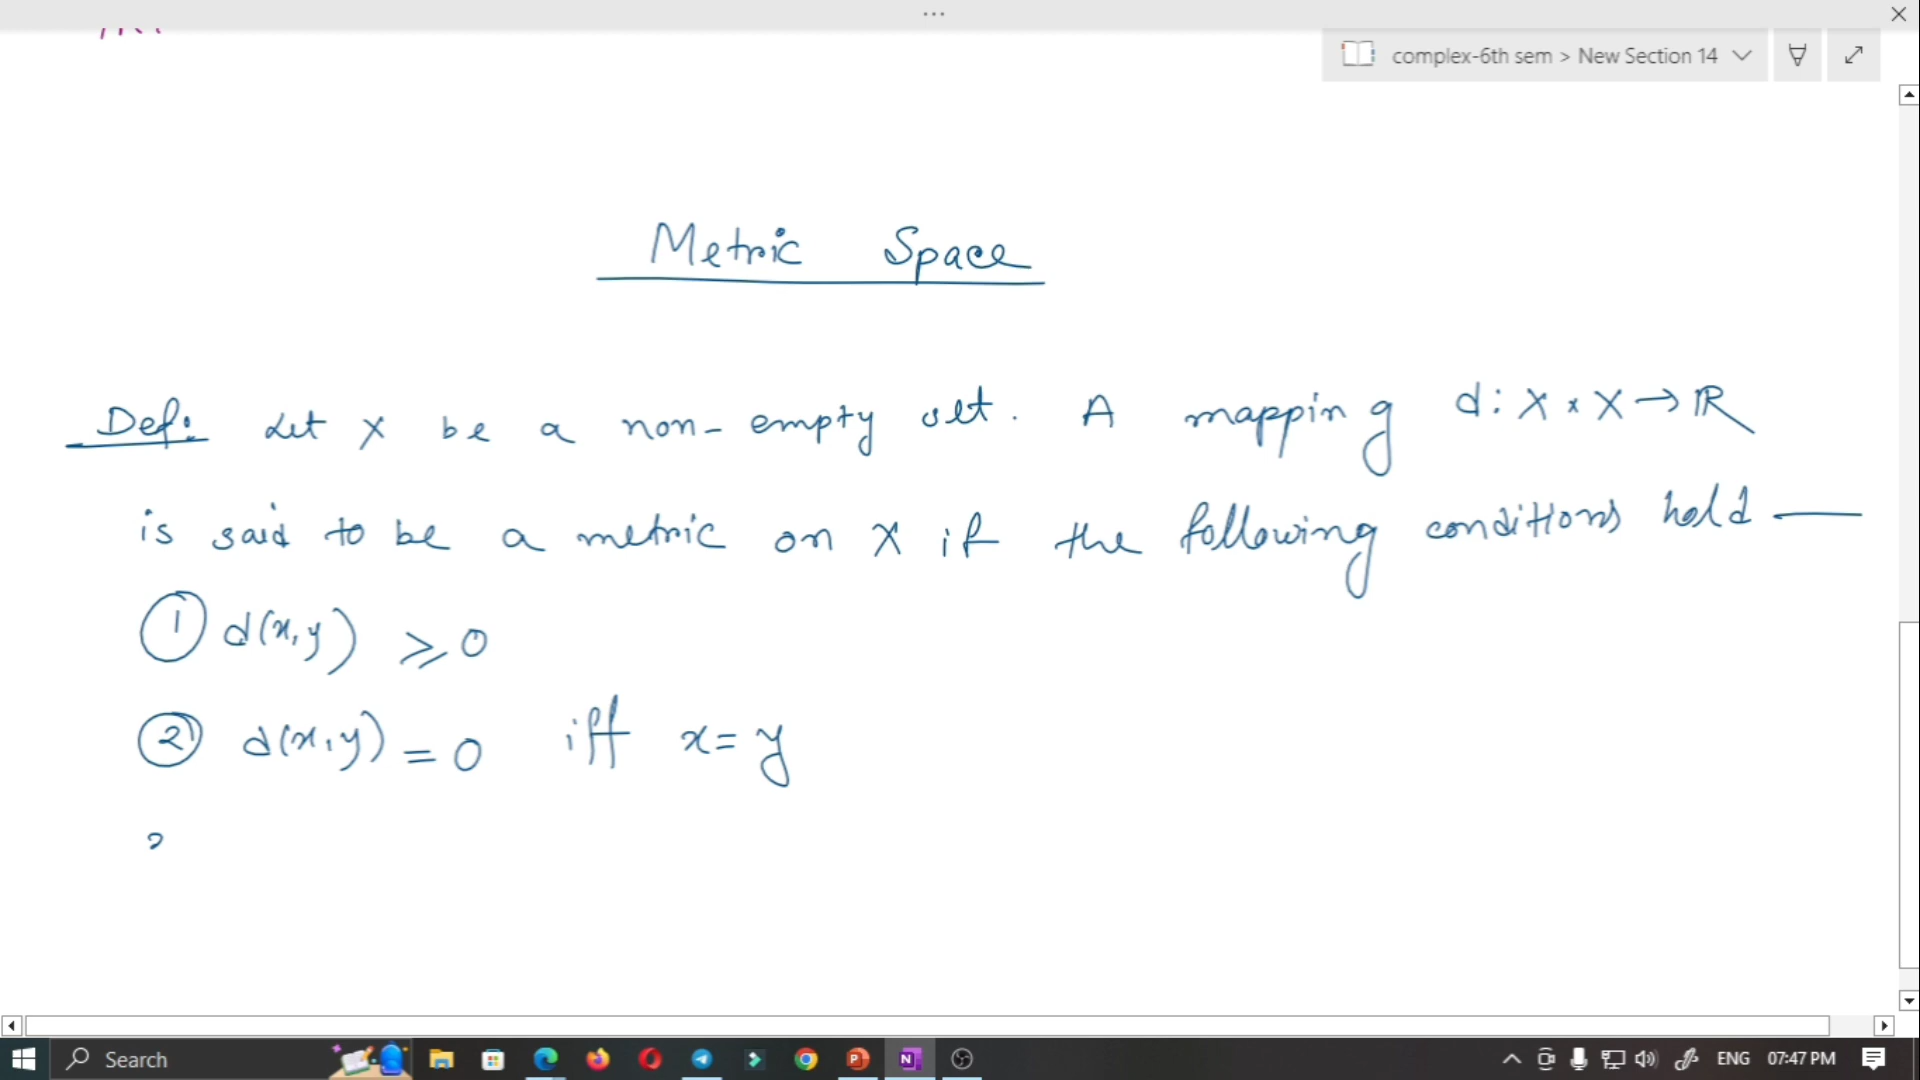 complex-6th sem > New Section 14
Metric Space
Def: Let X be a non-empty set. A mapping d: X × X → ℝ
is said to be a metric on X if the following conditions hold —
① d(x,y) ⩾ 0
② d(x,y) = 0 iff x = y
Search
ENG 07:47 PM